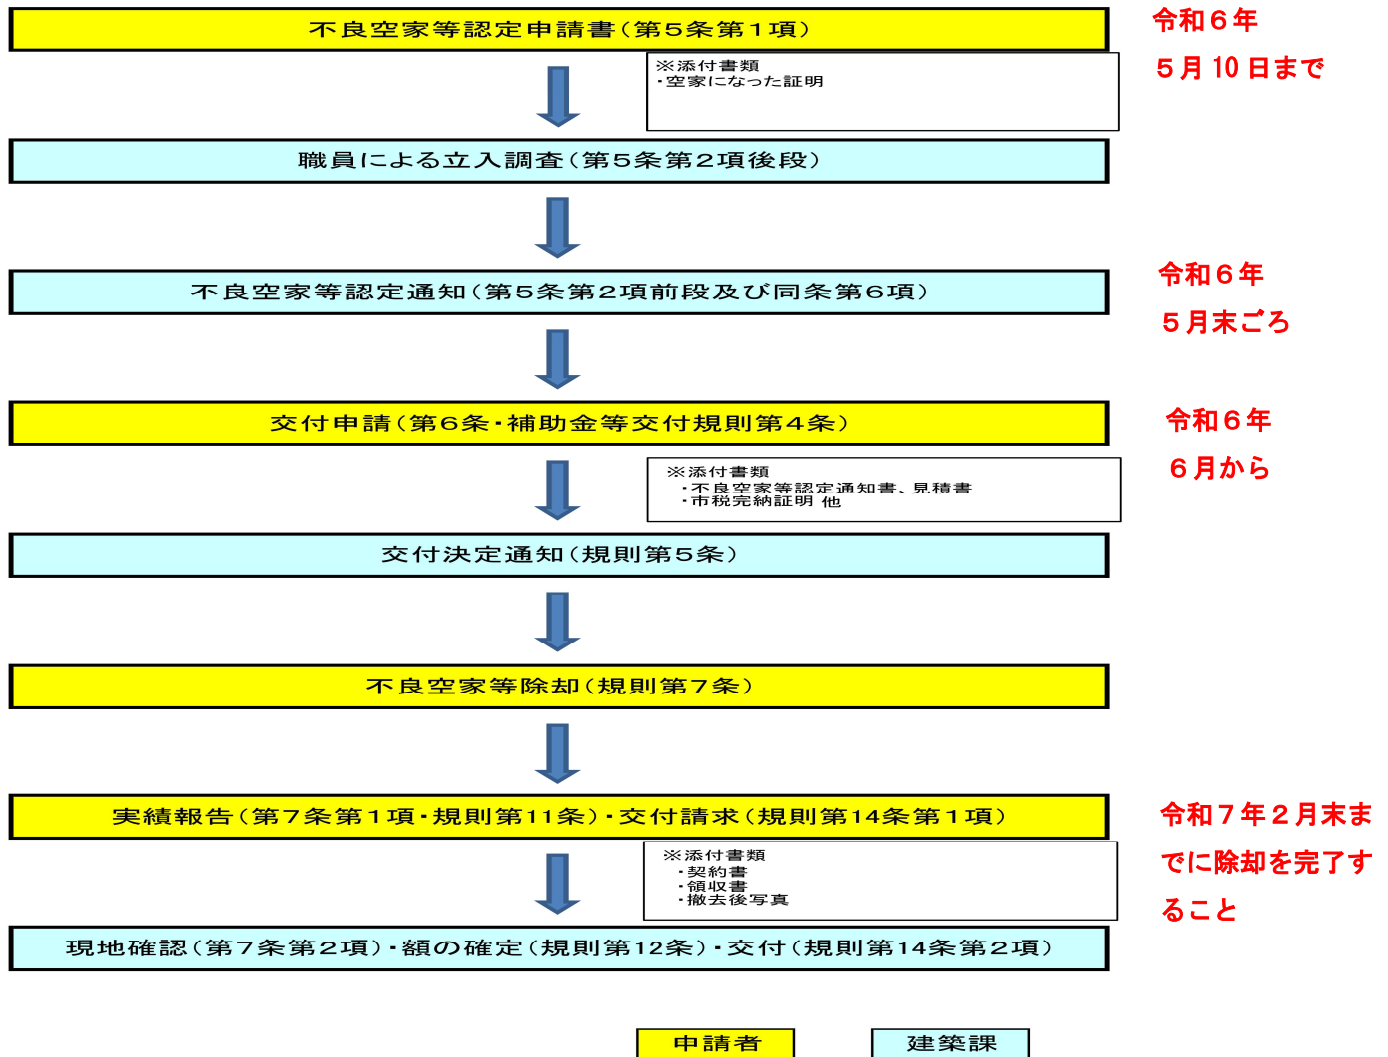 不良空家等認定申請書(第5条第1項)
令和６年
５月10日まで
※添付書類
・空家になった証明
職員による立入調査(第5条第2項後段)
不良空家等認定通知(第5条第2項前段及び同条第6項)
令和６年
５月末ごろ
交付申請(第6条・補助金等交付規則第4条)
令和６年
６月から
※添付書類
・不良空家等認定通知書、見積書
・市税完納証明 他
交付決定通知(規則第5条)
不良空家等除却(規則第7条)
実績報告(第7条第1項・規則第11条)・交付請求(規則第14条第1項)
令和７年２月末ま
でに除却を完了す
ること
※添付書類
・契約書
・領収書
・撤去後写真
現地確認(第7条第2項)・額の確定(規則第12条)・交付(規則第14条第2項)
申請者
建築課